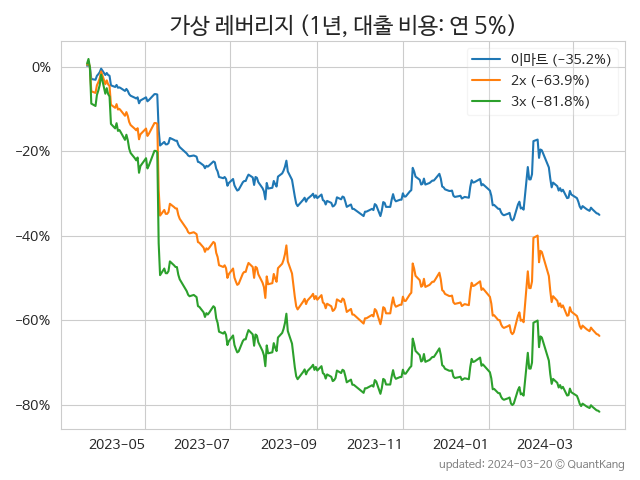 가상 레버리지 (1년, 대출 비용: 연 5%)
이마트 (−35.2%)
2x (−63.9%)
3x (−81.8%)
0%
−20%
−40%
−60%
−80%
2023-05
2023-07
2023-09
2023-11
2024-01
2024-03
updated: 2024-03-20 © QuantKang